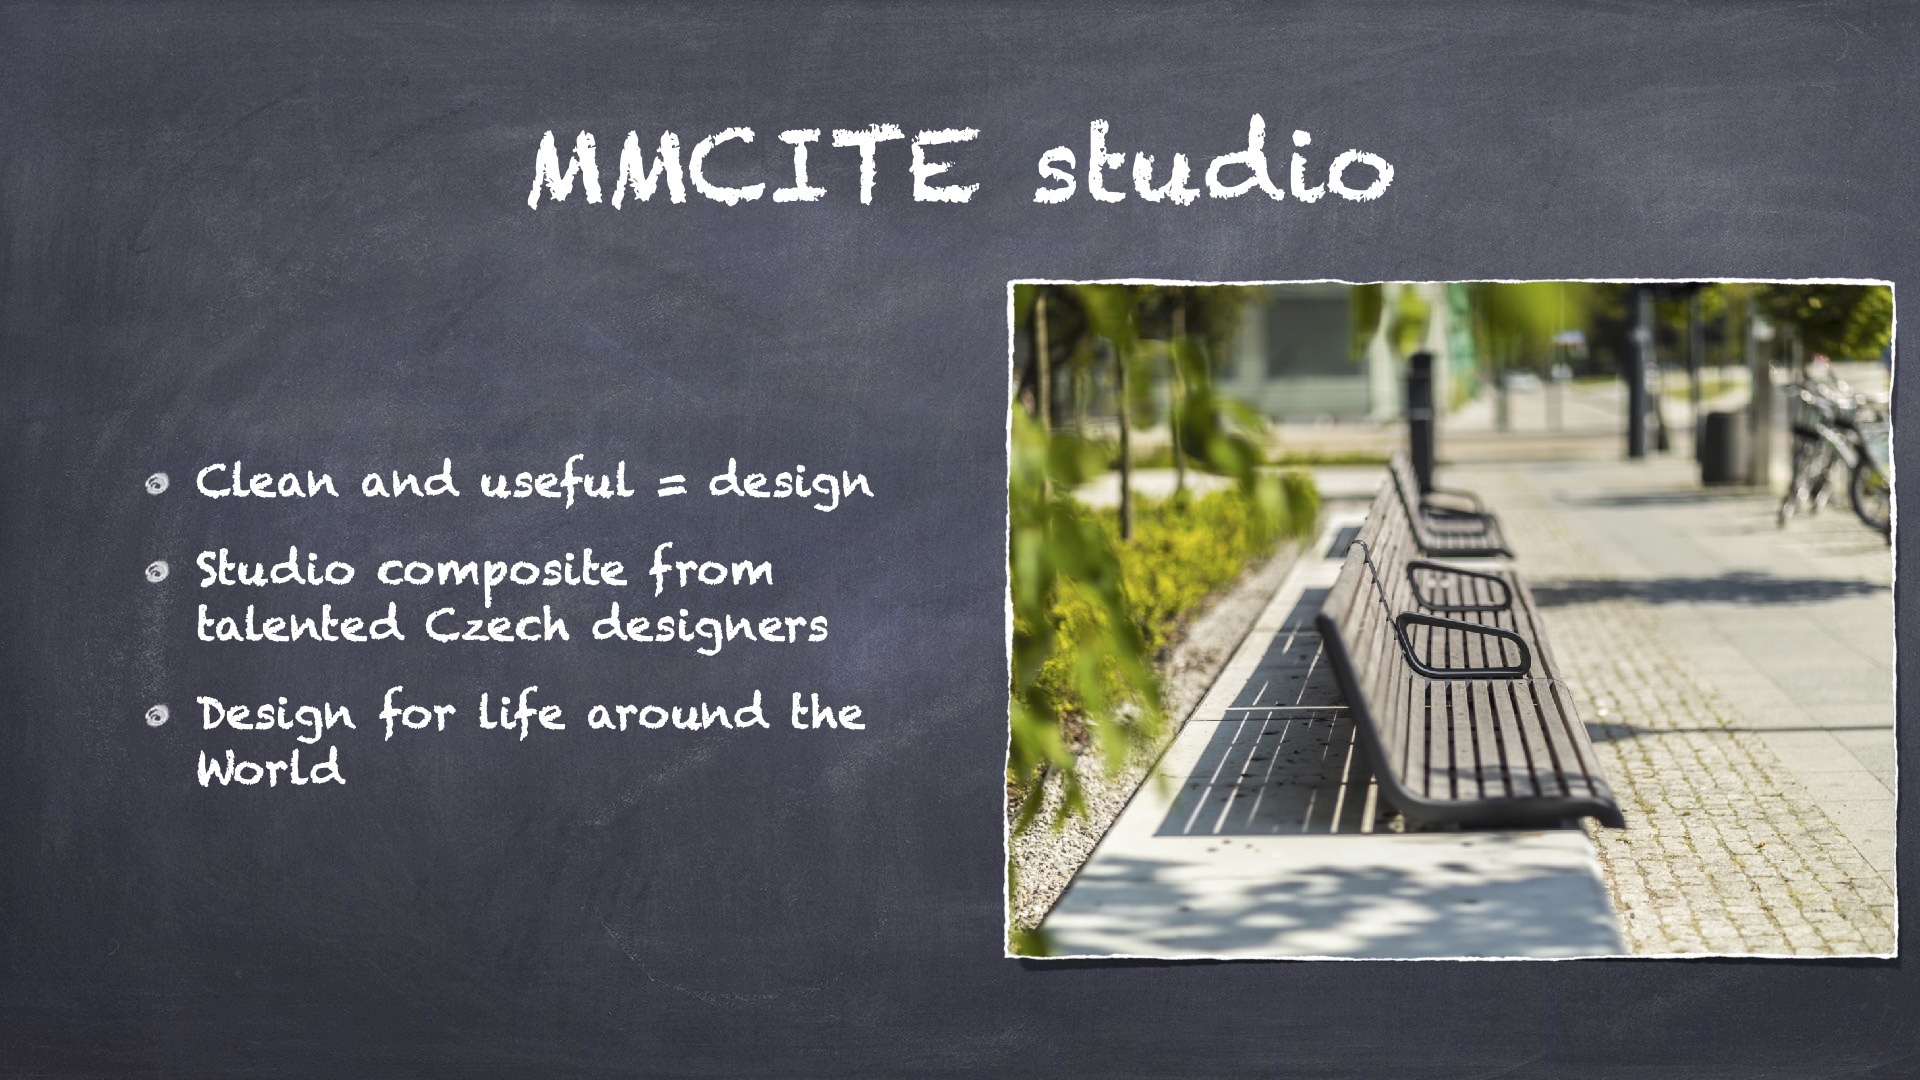 MMCITE studio
Clean and useful = design
Studio composite from
talented Czech designers
Design for life around the
World